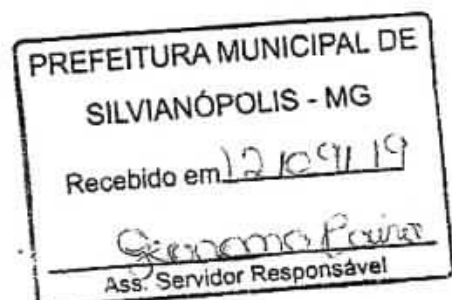 PREFEITURA MUNICIPAL DE
SILVIANÓPOLIS - MG
Recebido em 12/09/19
Ass. Servidor Responsável